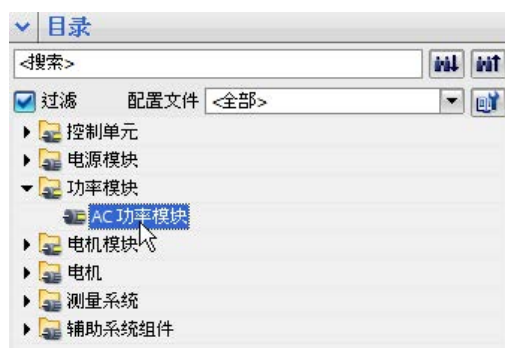 目录
<搜索>
过滤 配置文件 <全部>
控制单元
电源模块
功率模块
AC 功率模块
电机模块
电机
测量系统
辅助系统组件